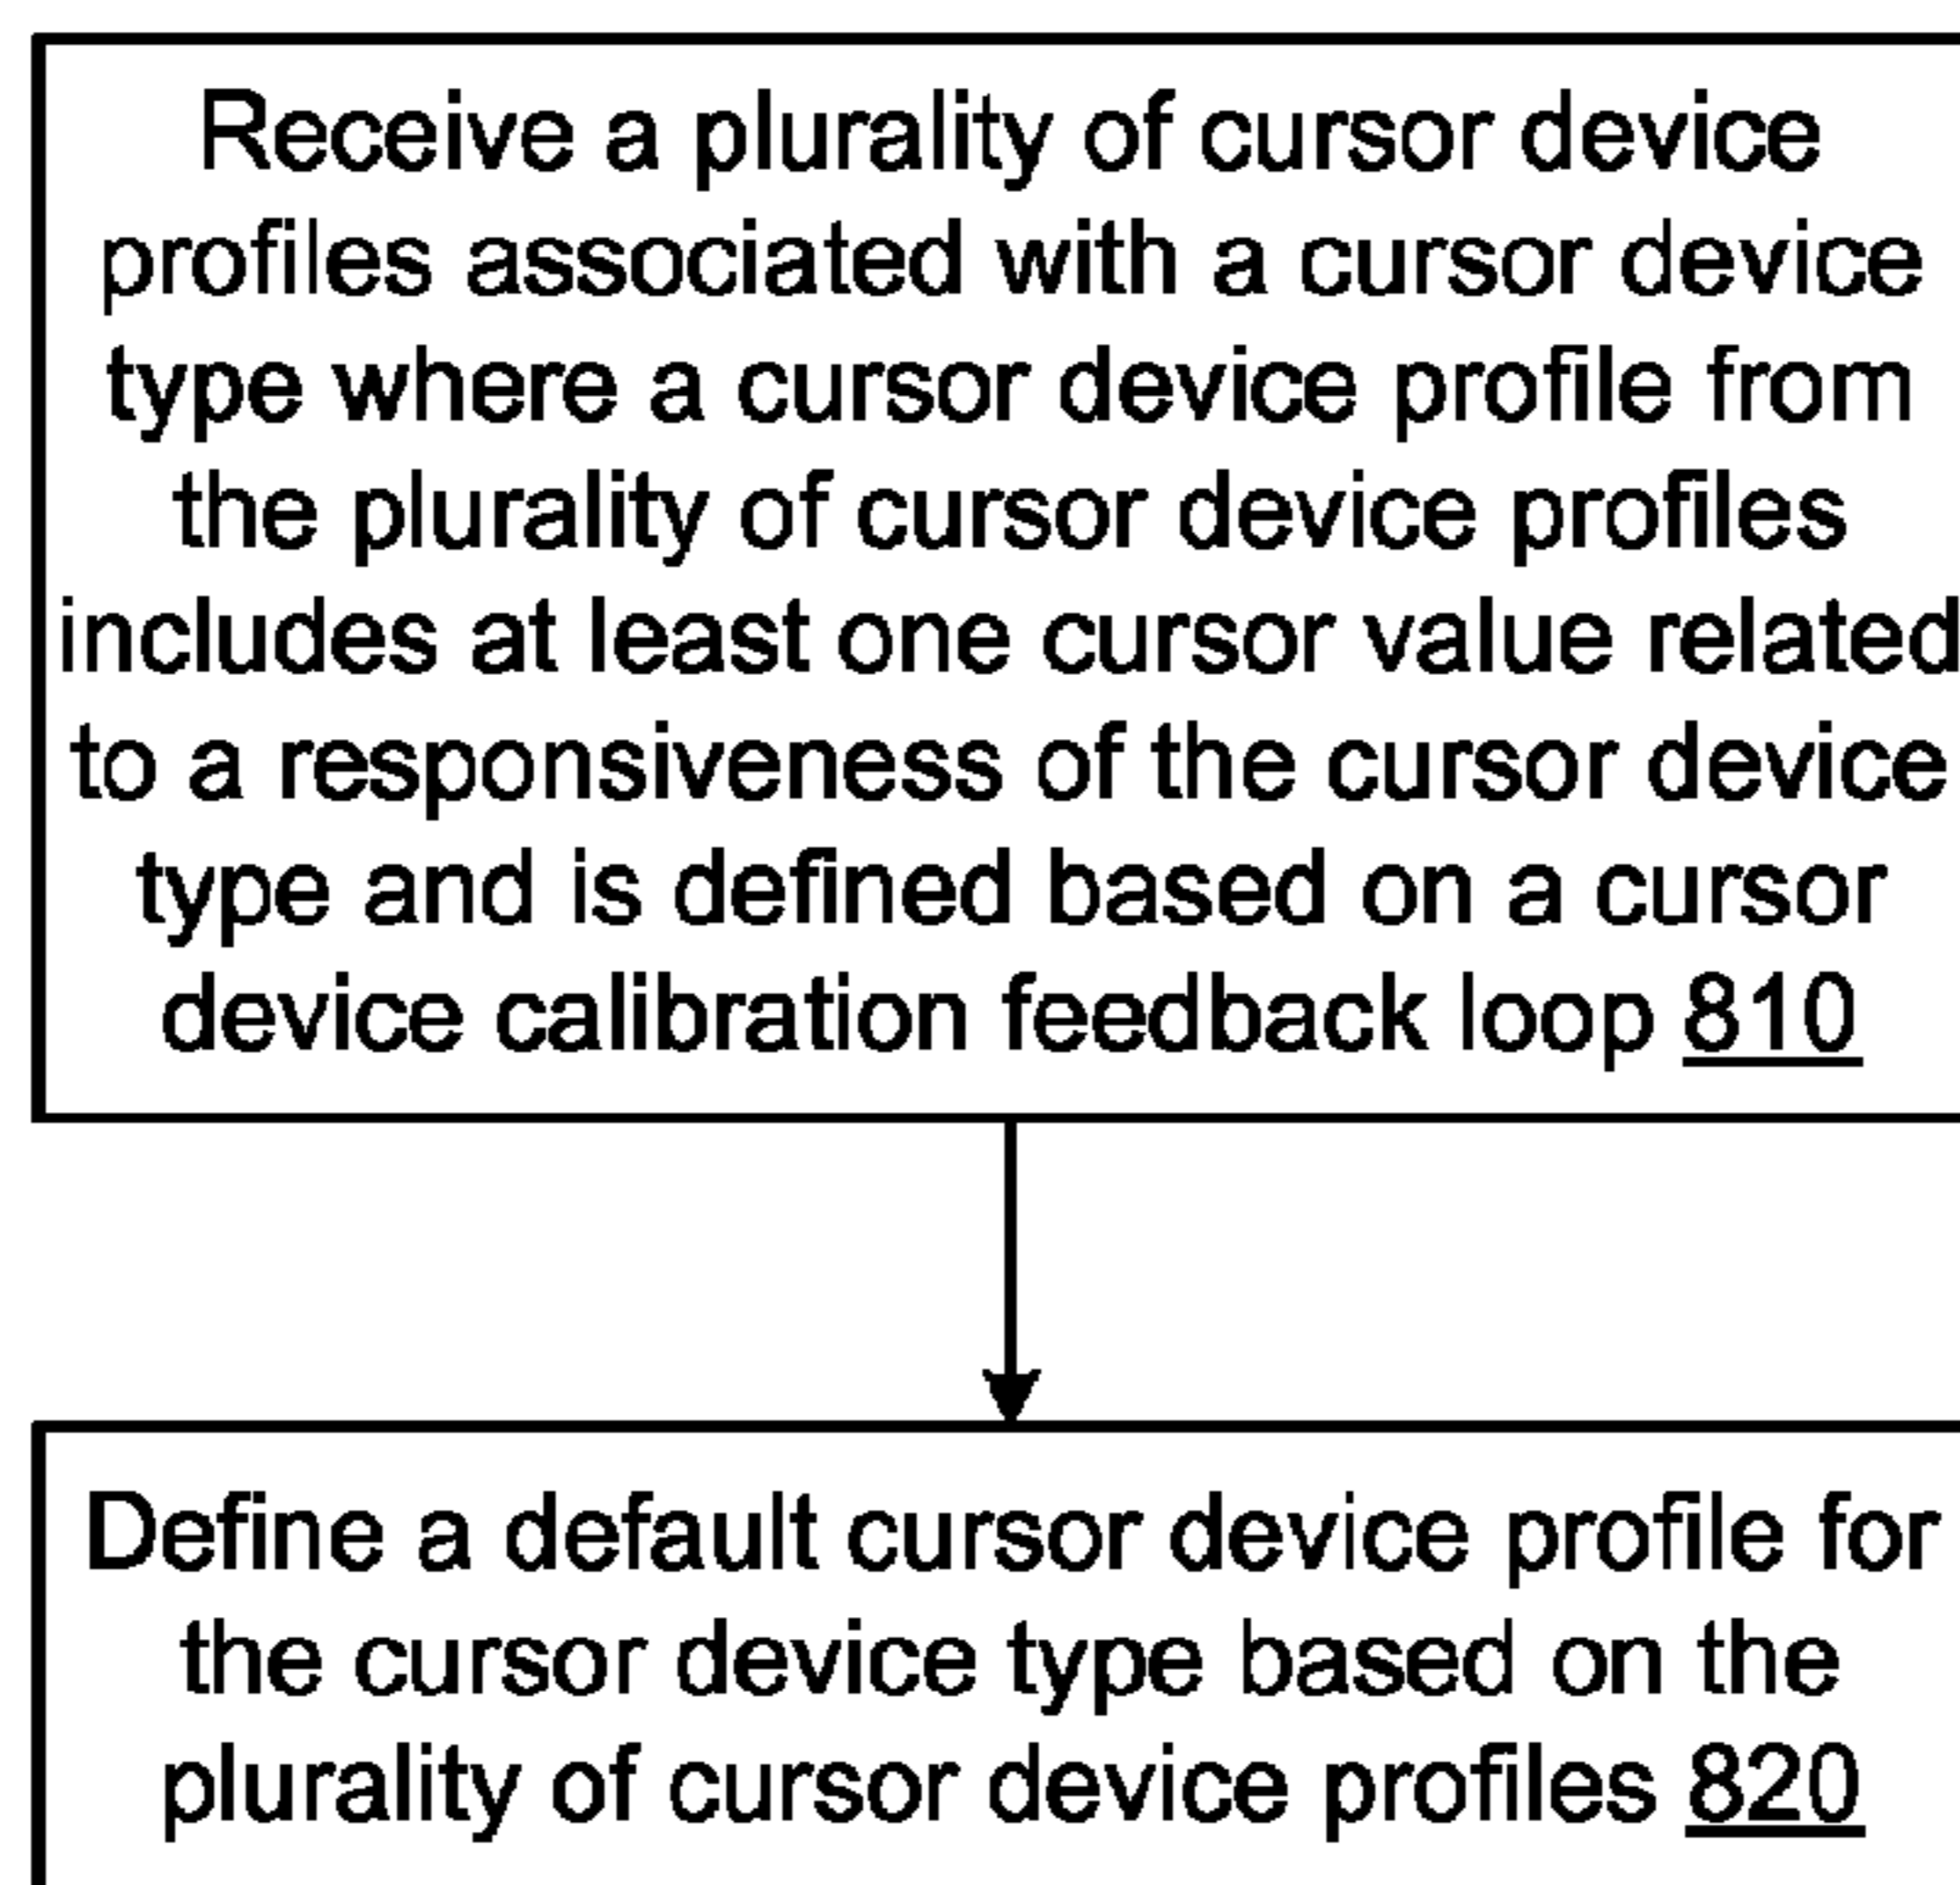 Receive a plurality of cursor device
profiles associated with a cursor device
type where a cursor device profile from
the plurality of cursor device profiles
includes at least one cursor value related
to a responsiveness of the cursor device
type and is defined based on a cursor
device calibration feedback loop 810
Define a default cursor device profile for
the cursor device type based on the
plurality of cursor device profiles 820